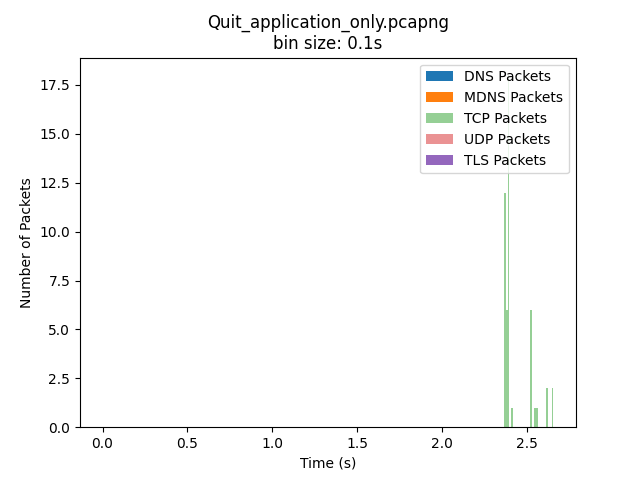 Quit_application_only.pcapng
bin size: 0.1s
DNS Packets
MDNS Packets
TCP Packets
UDP Packets
TLS Packets
17.5
15.0
12.5
10.0
7.5
5.0
2.5
0.0
Number of Packets
0.0 0.5 1.0 1.5 2.0 2.5
Time (s)